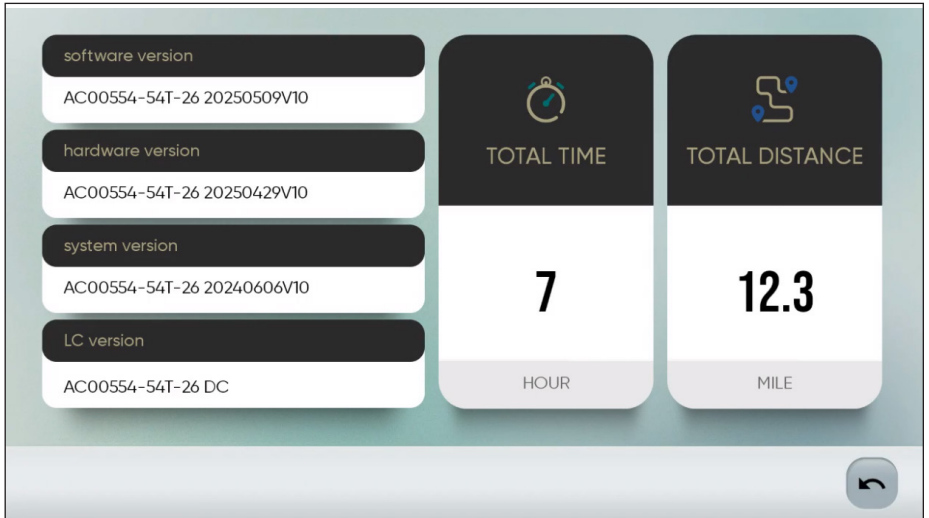 software version
AC00554-54T-26 20250509V10
hardware version
AC00554-54T-26 20250429V10
system version
AC00554-54T-26 20240606V10
LC version
AC00554-54T-26 DC
TOTAL TIME
7
HOUR
TOTAL DISTANCE
12.3
MILE